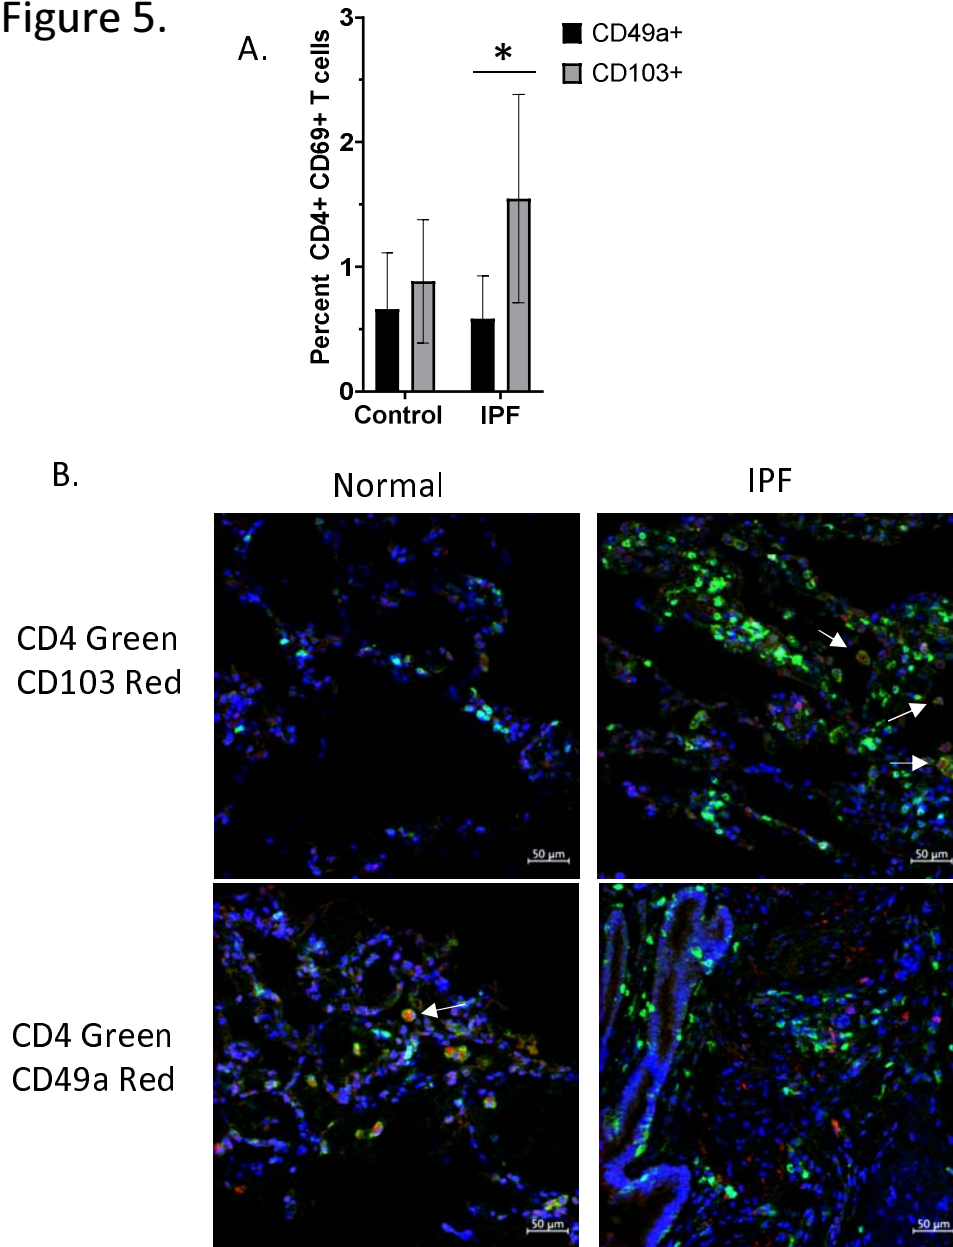 Figure 5.
A.
3
2
1
0
Percent CD4+ CD69+ T cells
*
CD49a+
CD103+
Control
IPF
B.
Normal
IPF
CD4 Green
CD103 Red
50 µm
50 µm
CD4 Green
CD49a Red
50 µm
50 µm